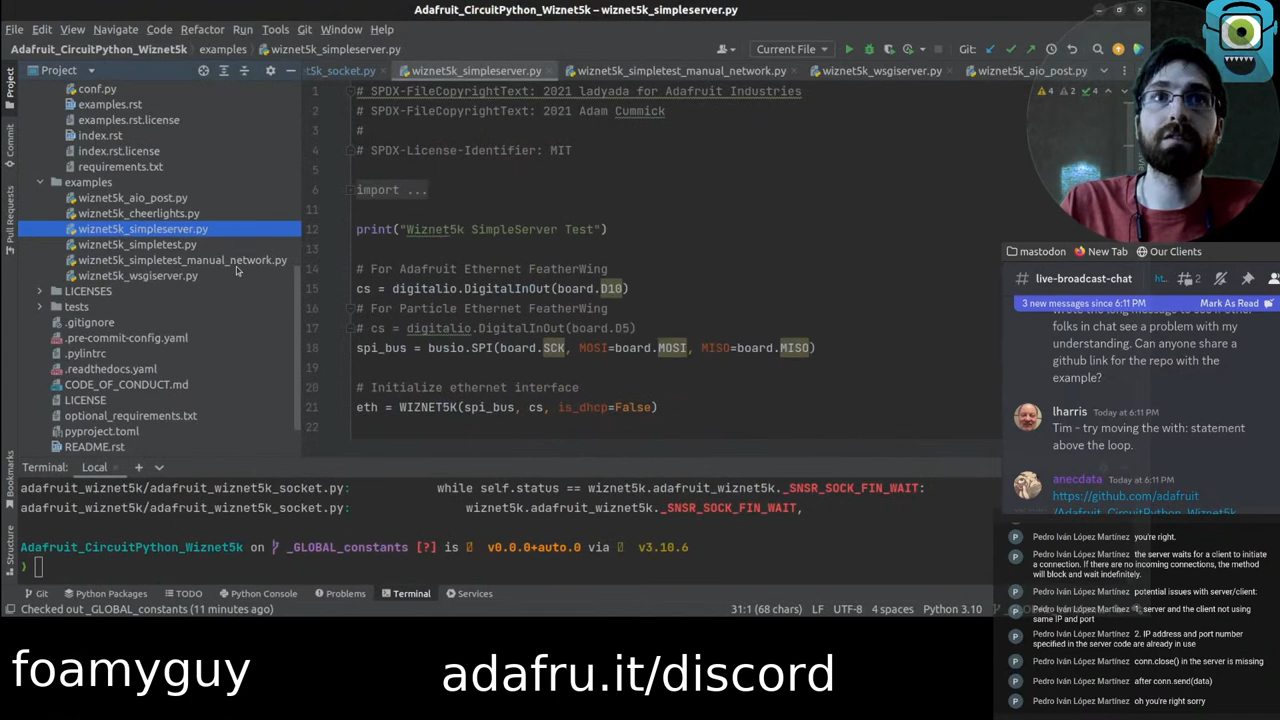 Adafruit_CircuitPython_Wiznet5k – wiznet5k_simpleserver.py
File Edit View Navigate Code Refactor Run Tools Git Window Help
Adafruit_CircuitPython_Wiznet5k examples wiznet5k_simpleserver.py
Current File
Git:
Project
t5k_socket.py
wiznet5k_simpleserver.py
wiznet5k_simpletest_manual_network.py
wiznet5k_wsgiserver.py
wiznet5k_aio_post.py
Project
Commit
Pull Requests
Bookmarks
Structure
conf.py
examples.rst
examples.rst.license
index.rst
index.rst.license
requirements.txt
examples
wiznet5k_aio_post.py
wiznet5k_cheerlights.py
wiznet5k_simpleserver.py
wiznet5k_simpletest.py
wiznet5k_simpletest_manual_network.py
wiznet5k_wsgiserver.py
LICENSES
tests
.gitignore
.pre-commit-config.yaml
.pylintrc
.readthedocs.yaml
CODE_OF_CONDUCT.md
LICENSE
optional_requirements.txt
pyproject.toml
README.rst
4 2 4
1 # SPDX-FileCopyrightText: 2021 ladyada for Adafruit Industries
2 # SPDX-FileCopyrightText: 2021 Adam Cummick
3 #
4 # SPDX-License-Identifier: MIT
5
6 import ...
11
12 print("Wiznet5k SimpleServer Test")
13
14 # For Adafruit Ethernet FeatherWing
15 cs = digitalio.DigitalInOut(board.D10)
16 # For Particle Ethernet FeatherWing
17 # cs = digitalio.DigitalInOut(board.D5)
18 spi_bus = busio.SPI(board.SCK, MOSI=board.MOSI, MISO=board.MISO)
19
20 # Initialize ethernet interface
21 eth = WIZNET5K(spi_bus, cs, is_dhcp=False)
22
Terminal: Local
adafruit_wiznet5k/adafruit_wiznet5k_socket.py: while self.status == wiznet5k.adafruit_wiznet5k._SNSR_SOCK_FIN_WAIT:
adafruit_wiznet5k/adafruit_wiznet5k_socket.py: wiznet5k.adafruit_wiznet5k._SNSR_SOCK_FIN_WAIT,
Adafruit_CircuitPython_Wiznet5k on _GLOBAL_constants [?] is v0.0.0+auto.0 via v3.10.6
Git Python Packages TODO Python Console Problems Terminal Services
Checked out _GLOBAL_constants (11 minutes ago)
31:1 (68 chars) LF UTF-8 4 spaces Python 3.10
mastodon New Tab Our Clients
# live-broadcast-chat ht.. 2
3 new messages since 6:11 PM Mark As Read
folks in chat see a problem with my
understanding. Can anyone share a
github link for the repo with the
example?
lharris Today at 6:11 PM
Tim - try moving the with: statement
above the loop.
anecdata Today at 6:11 PM
https://github.com/adafruit
/Adafruit_CircuitPython_Wiznet5k
Pedro Iván López Martínez you're right.
Pedro Iván López Martínez the server waits for a client to initiate
a connection. If there are no incoming connections, the method
will block and wait indefinitely.
Pedro Iván López Martínez potential issues with server/client:
Pedro Iván López Martínez 1. server and the client not using
same IP and port
Pedro Iván López Martínez 2. IP address and port number
specified in the server code are already in use
Pedro Iván López Martínez conn.close() in the server is missing
Pedro Iván López Martínez after conn.send(data)
Pedro Iván López Martínez oh you're right sorry
foamyguy
adafru.it/discord